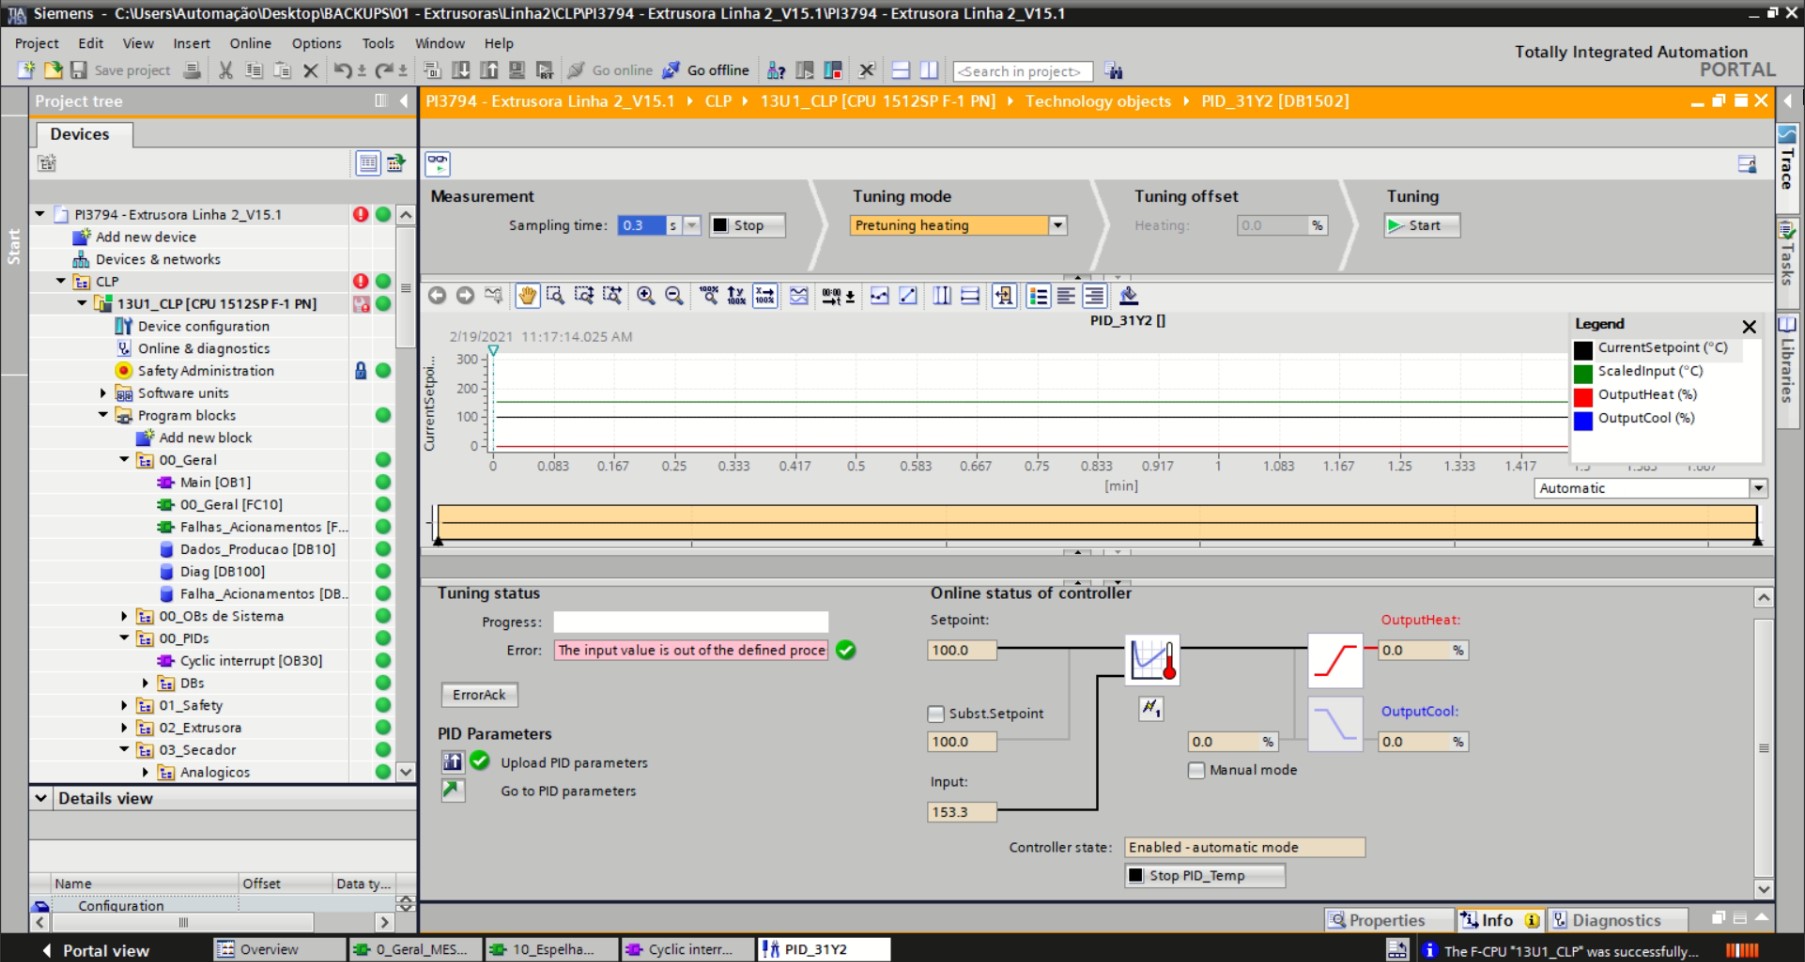 Siemens - C:\Users\Automação\Desktop\BACKUPS\01 - Extrusoras\Linha2\CLP\PI3794 - Extrusora Linha 2_V15.1\PI3794 - Extrusora Linha 2_V15.1
Project Edit View Insert Online Options Tools Window Help
Totally Integrated Automation
PORTAL
Save project Go online Go offline <Search in project>
Project tree
PI3794 - Extrusora Linha 2_V15.1 CLP 13U1_CLP [CPU 1512SP F-1 PN] Technology objects PID_31Y2 [DB1502]
Devices
Start
PI3794 - Extrusora Linha 2_V15.1
Add new device
Devices & networks
CLP
13U1_CLP [CPU 1512SP F-1 PN]
Device configuration
Online & diagnostics
Safety Administration
Software units
Program blocks
Add new block
00_Geral
Main [OB1]
00_Geral [FC10]
Falhas_Acionamentos [F...
Dados_Producao [DB10]
Diag [DB100]
Falha_Acionamentos [DB..
00_OBs de Sistema
00_PIDs
Cyclic interrupt [OB30]
DBs
01_Safety
02_Extrusora
03_Secador
Analogicos
Details view
Name Offset Data ty...
Configuration
Measurement Tuning mode Tuning offset Tuning
Sampling time: 0.3 s Stop Pretuning heating Heating: 0.0 % Start
PID_31Y2 []
2/19/2021 11:17:14.025 AM
CurrentSetpoi...
300
200
100
0
0 0.083 0.167 0.25 0.333 0.417 0.5 0.583 0.667 0.75 0.833 0.917 1 1.083 1.167 1.25 1.333 1.417
[min]
Legend
CurrentSetpoint (°C)
ScaledInput (°C)
OutputHeat (%)
OutputCool (%)
Automatic
Tuning status
Progress:
Error: The input value is out of the defined proce
ErrorAck
PID Parameters
Upload PID parameters
Go to PID parameters
Online status of controller
Setpoint:
100.0
Subst.Setpoint
100.0
Input:
153.3
OutputHeat:
0.0 %
OutputCool:
0.0 % 0.0 %
Manual mode
Controller state: Enabled - automatic mode
Stop PID_Temp
Trace
Tasks
Libraries
Properties Info Diagnostics
Portal view Overview 0_Geral_MES... 10_Espelha... Cyclic interr... PID_31Y2 The F-CPU "13U1_CLP" was successfully...